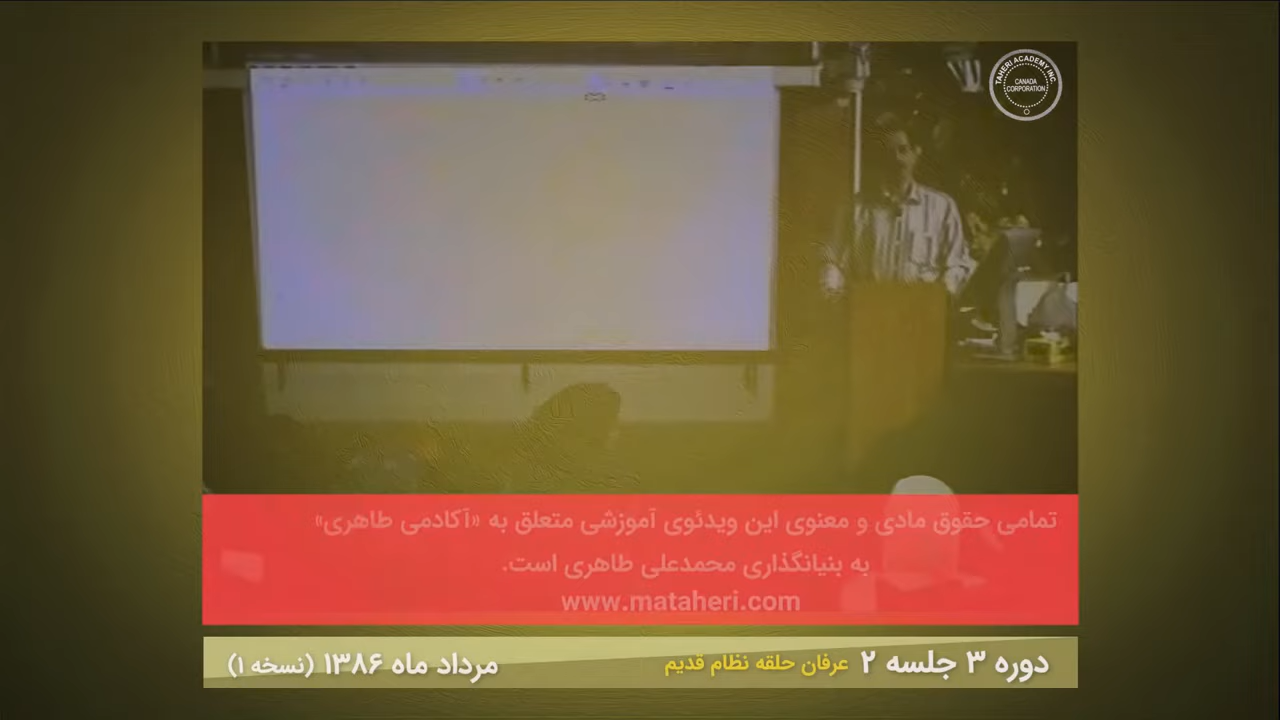 TAHERI ACADEMY INC.
CANADA
CORPORATION
تمامی حقوق مادی و معنوی این ویدئوی آموزشی متعلق به «آکادمی طاهری»
به بنیانگذاری محمدعلی طاهری است.
www.mataheri.com
دوره ۳ جلسه ۲ عرفان حلقه نظام قدیم
مرداد ماه ۱۳۸۶ (نسخه ۱)